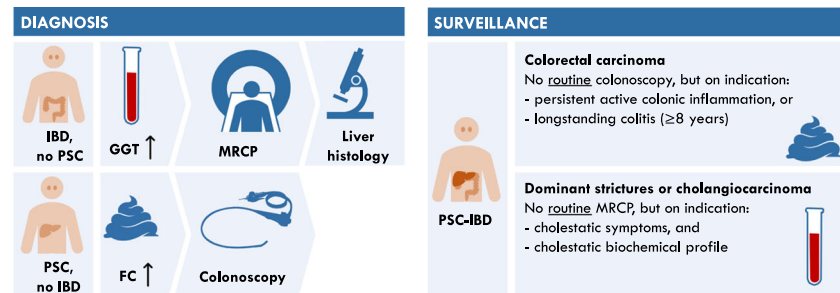 DIAGNOSIS
IBD,
no PSC
GGT ↑
MRCP
Liver
histology
PSC,
no IBD
FC ↑
Colonoscopy
SURVEILLANCE
PSC-IBD
Colorectal carcinoma
No routine colonoscopy, but on indication:
- persistent active colonic inflammation, or
- longstanding colitis (≥8 years)
Dominant strictures or cholangiocarcinoma
No routine MRCP, but on indication:
- cholestatic symptoms, and
- cholestatic biochemical profile